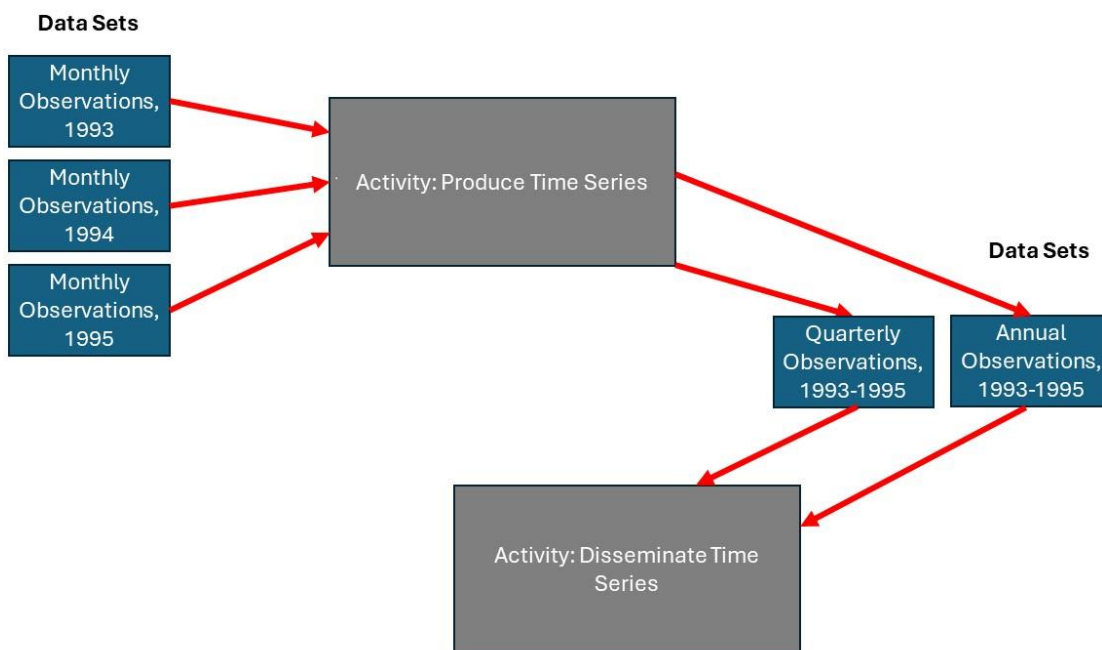 Data Sets
Monthly
Observations,
1993
Monthly
Observations,
1994
Monthly
Observations,
1995
Activity: Produce Time Series
Data Sets
Quarterly
Observations,
1993-1995
Annual
Observations,
1993-1995
Activity: Disseminate Time
Series